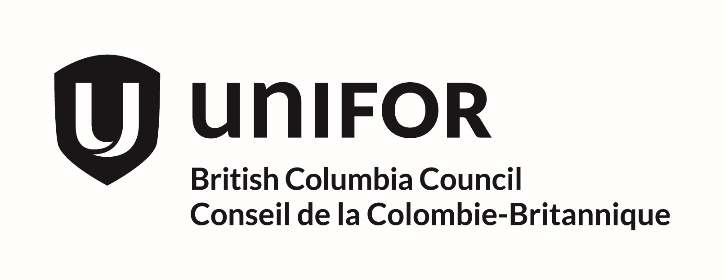 UNIFOR
British Columbia Council
Conseil de la Colombie-Britannique